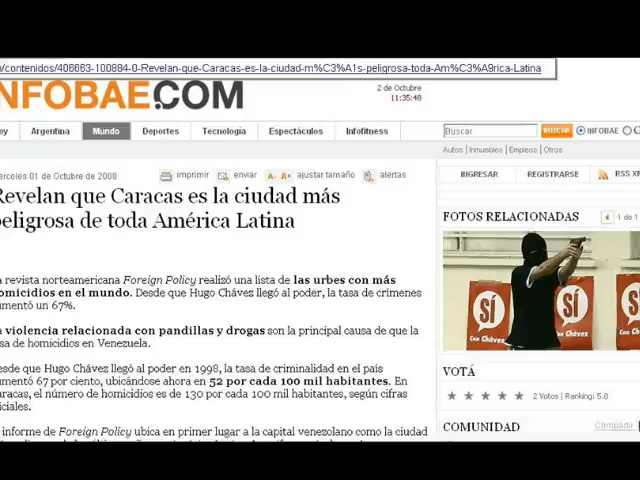 /contenidos/406663-100884-0-Revelan-que-Caracas-es-la-ciudad-m%C3%A1s-peligrosa-toda-Am%C3%A9rica-Latina
NFOBAE.COM
2 de Octubre
11:35:48
Argentina Mundo Deportes Tecnología Espectáculos Infofitness
Buscar BUSCAR INFOBAE
Autos | Inmuebles | Empleos | Otros
ércoles 01 de Octubre de 2008 imprimir enviar A- A+ ajustar tamaño alertas
INGRESAR REGISTRARSE RSS
Revelan que Caracas es la ciudad más
peligrosa de toda América Latina
FOTOS RELACIONADAS 1 de 1
a revista norteamericana Foreign Policy realizó una lista de las urbes con más
omicidios en el mundo. Desde que Hugo Chávez llegó al poder, la tasa de crímenes
umentó un 67%.
a violencia relacionada con pandillas y drogas son la principal causa de que la
sa de homicidios en Venezuela.
SÍ SÍ SÍ
Con Chávez
esde que Hugo Chávez llegó al poder en 1998, la tasa de criminalidad en el país
umentó 67 por ciento, ubicándose ahora en 52 por cada 100 mil habitantes. En
aracas, el número de homicidios es de 130 por cada 100 mil habitantes, según cifras
iciales.
VOTÁ
2 Votos | Ranking: 5.0
COMUNIDAD Compartir
informe de Foreign Policy ubica en primer lugar a la capital venezolano como la ciudad